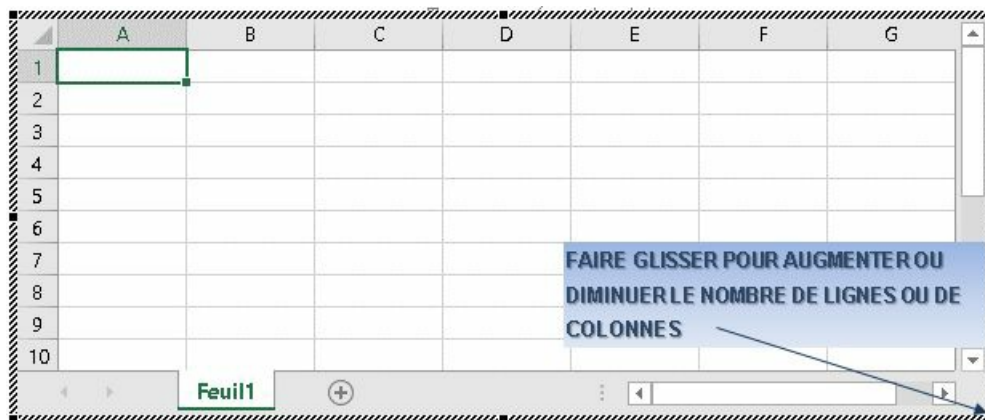 A B C D E F G
1
2
3
4
5
6
7
8
9
10
FAIRE GLISSER POUR AUGMENTER OU
DIMINUER LE NOMBRE DE LIGNES OU DE
COLONNES
Feuil1